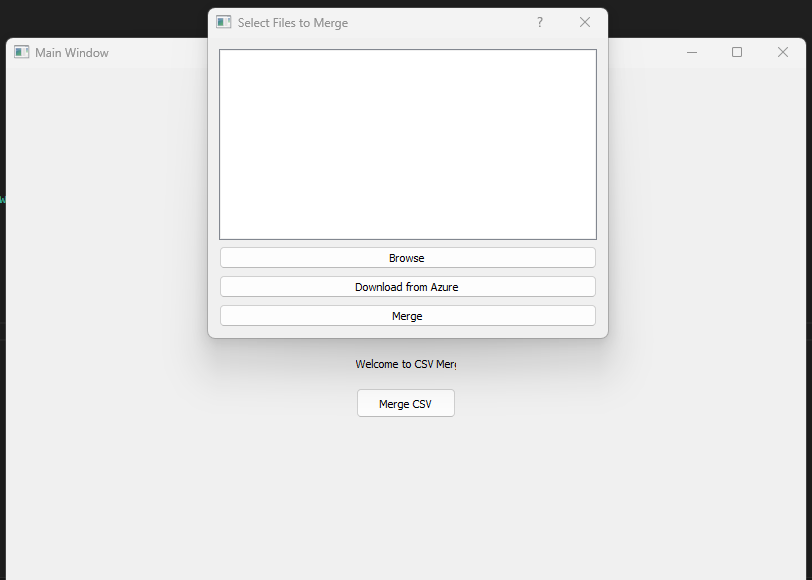 Select Files to Merge
?
Main Window
Browse
Download from Azure
Merge
Welcome to CSV Merg
Merge CSV